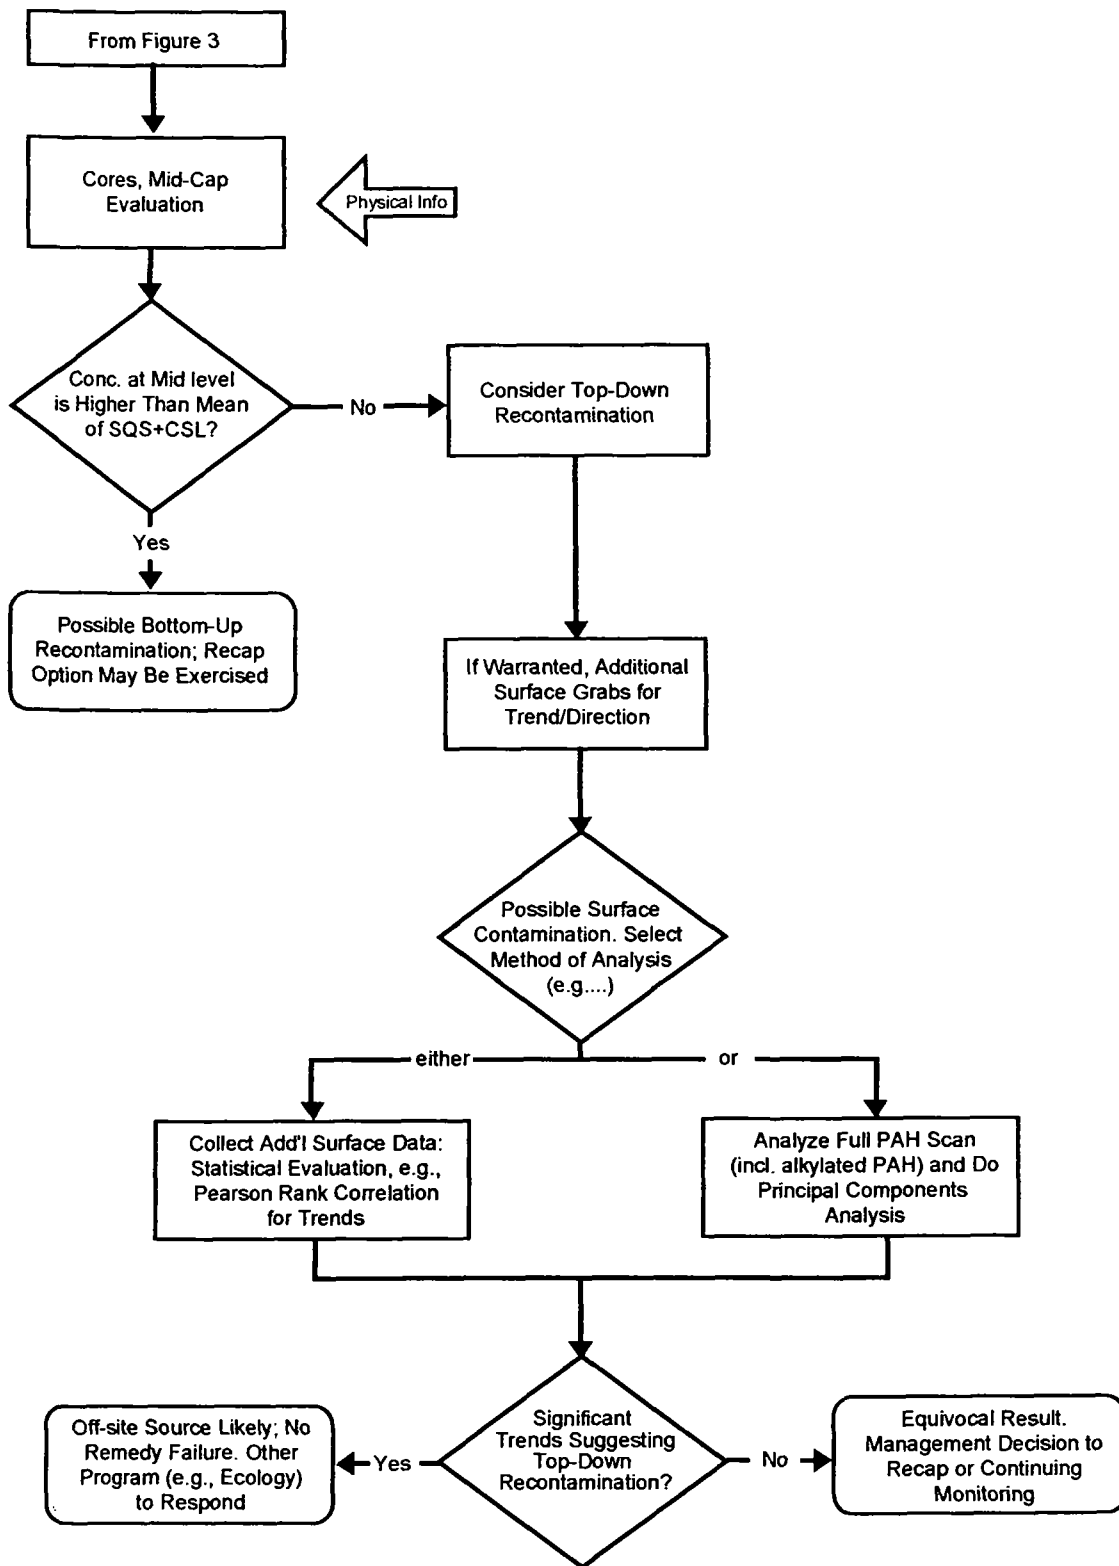 From Figure 3
Cores, Mid-Cap
Evaluation
Physical Info
Conc. at Mid level
is Higher Than Mean
of SQS+CSL?
No
Consider Top-Down
Recontamination
Yes
Possible Bottom-Up
Recontamination; Recap
Option May Be Exercised
If Warranted, Additional
Surface Grabs for
Trend/Direction
Possible Surface
Contamination. Select
Method of Analysis
(e.g....)
either
or
Collect Add'l Surface Data:
Statistical Evaluation, e.g.,
Pearson Rank Correlation
for Trends
Analyze Full PAH Scan
(incl. alkylated PAH) and Do
Principal Components
Analysis
Significant
Trends Suggesting
Top-Down
Recontamination?
Yes
Off-site Source Likely; No
Remedy Failure. Other
Program (e.g., Ecology)
to Respond
No
Equivocal Result.
Management Decision to
Recap or Continuing
Monitoring